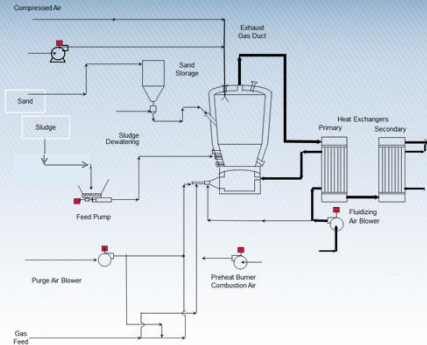 Compressed Air
Exhaust
Gas Duct
Sand
Storage
Sand
Sludge
Sludge
Dewatering
Heat Exchangers
Primary
Secondary
Feed Pump
Fluidizing
Air Blower
Purge Air Blower
Preheat Burner
Combustion Air
Gas
Feed